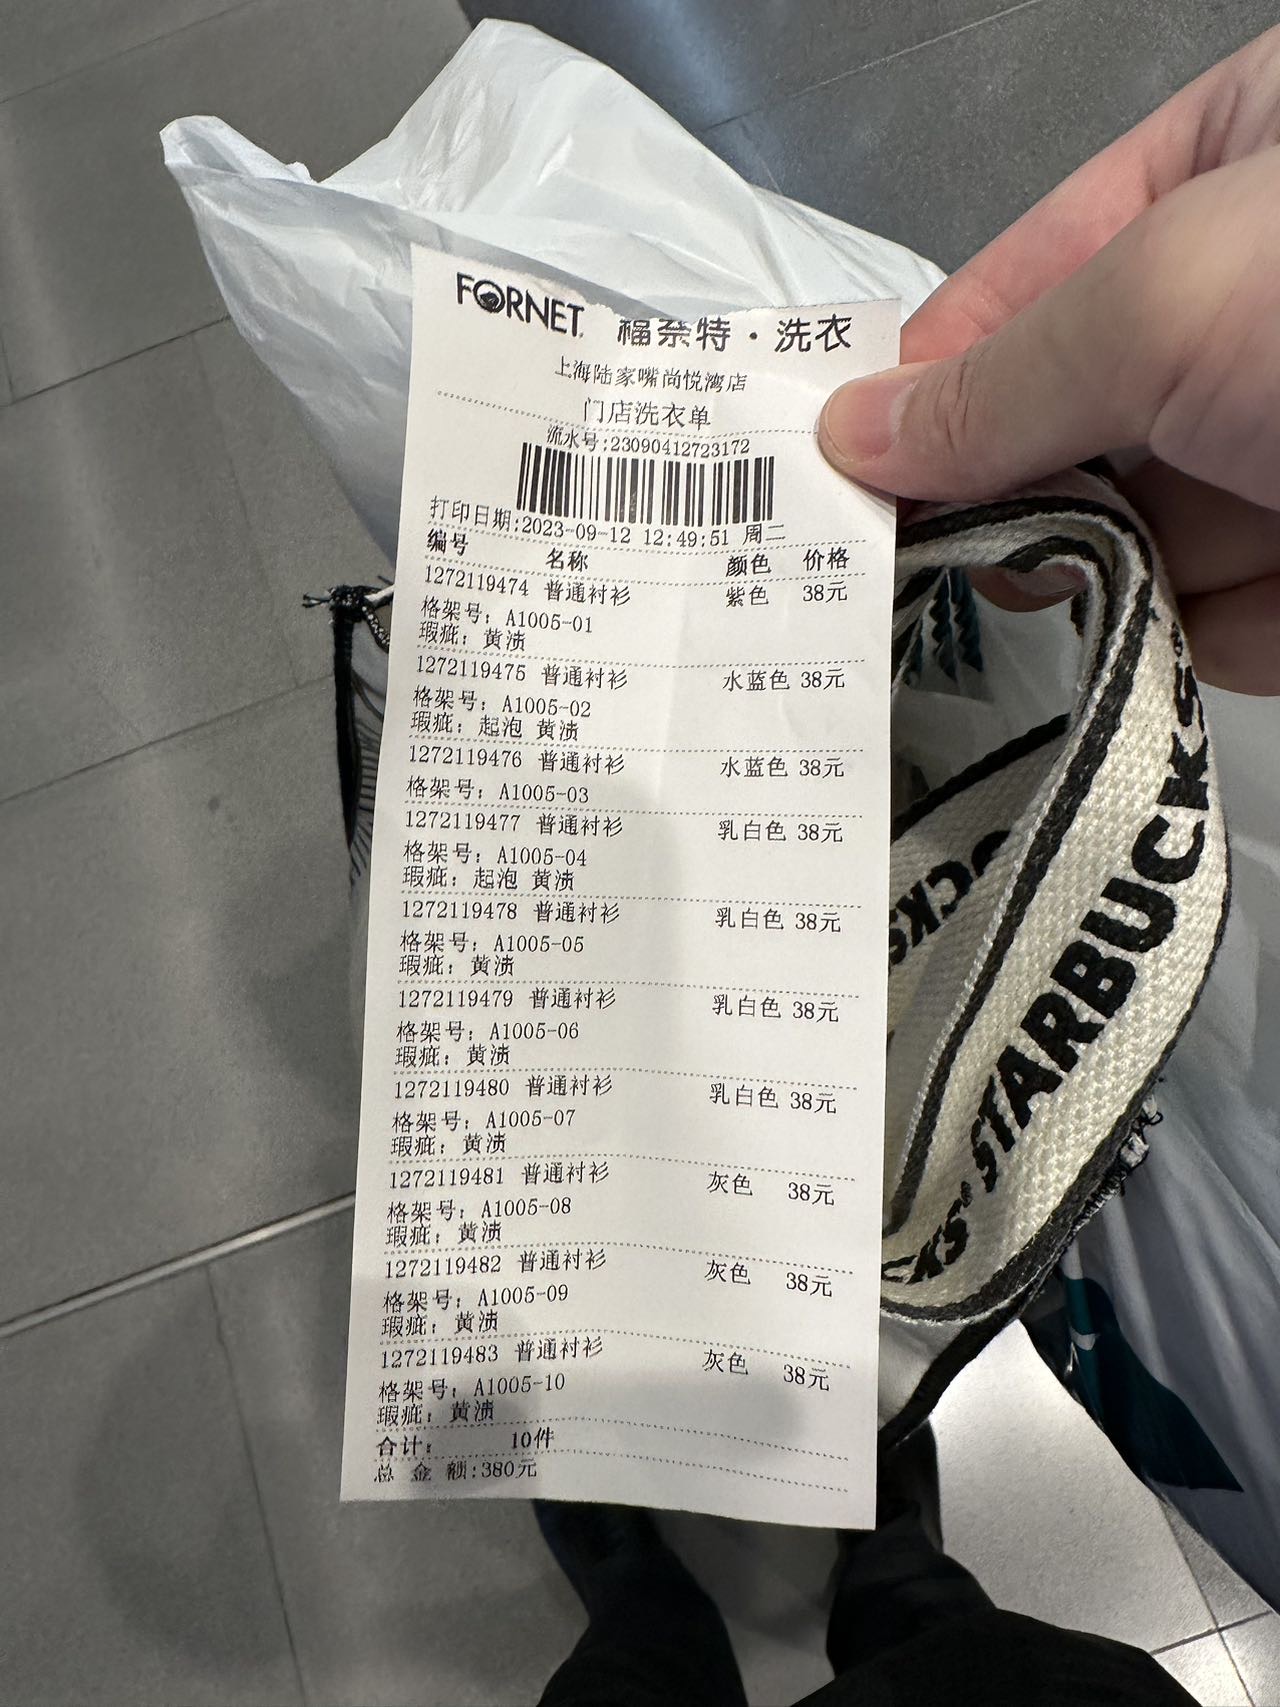 FORNET 福奈特·洗衣
上海陆家嘴尚悦湾店
门店洗衣单
流水号:23090412723172
打印日期:2023-09-12 12:49:51 周二
编号 名称 颜色 价格
1272119474 普通衬衫 紫色 38元
格架号: A1005-01
瑕疵: 黄渍
1272119475 普通衬衫 水蓝色 38元
格架号: A1005-02
瑕疵: 起泡 黄渍
1272119476 普通衬衫 水蓝色 38元
格架号: A1005-03
1272119477 普通衬衫 乳白色 38元
格架号: A1005-04
瑕疵: 起泡 黄渍
1272119478 普通衬衫 乳白色 38元
格架号: A1005-05
瑕疵: 黄渍
1272119479 普通衬衫 乳白色 38元
格架号: A1005-06
瑕疵: 黄渍
1272119480 普通衬衫 乳白色 38元
格架号: A1005-07
瑕疵: 黄渍
1272119481 普通衬衫 灰色 38元
格架号: A1005-08
瑕疵: 黄渍
1272119482 普通衬衫 灰色 38元
格架号: A1005-09
瑕疵: 黄渍
1272119483 普通衬衫 灰色 38元
格架号: A1005-10
瑕疵: 黄渍
合计: 10件
总 金 额:380元
STARBUCKS®